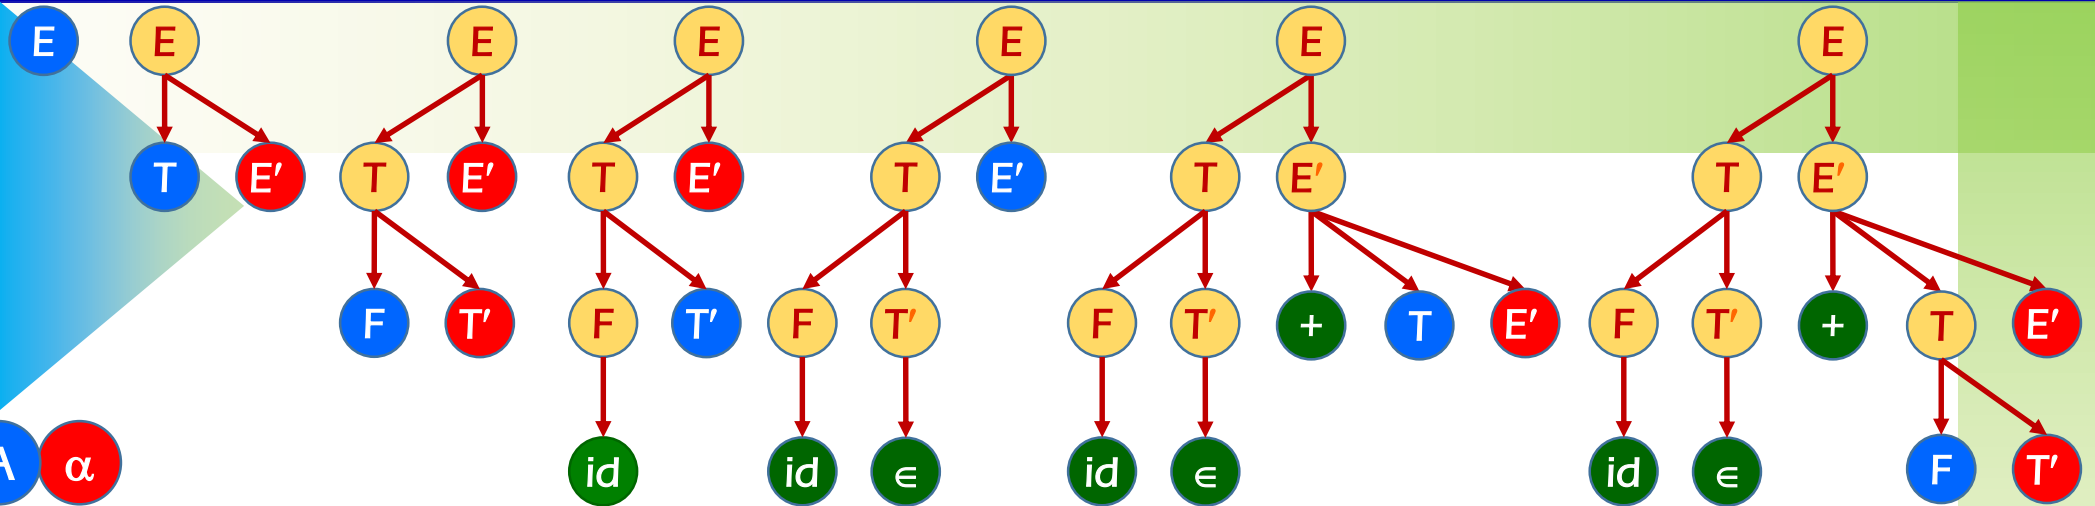 E E E E E E E
T E′ T E′ T E′ T E′ T E′ T E′
F T′ F T′ F T′ F T′ + T E′ F T′ + T E′
A α id id ∈ id ∈ id ∈ F T′